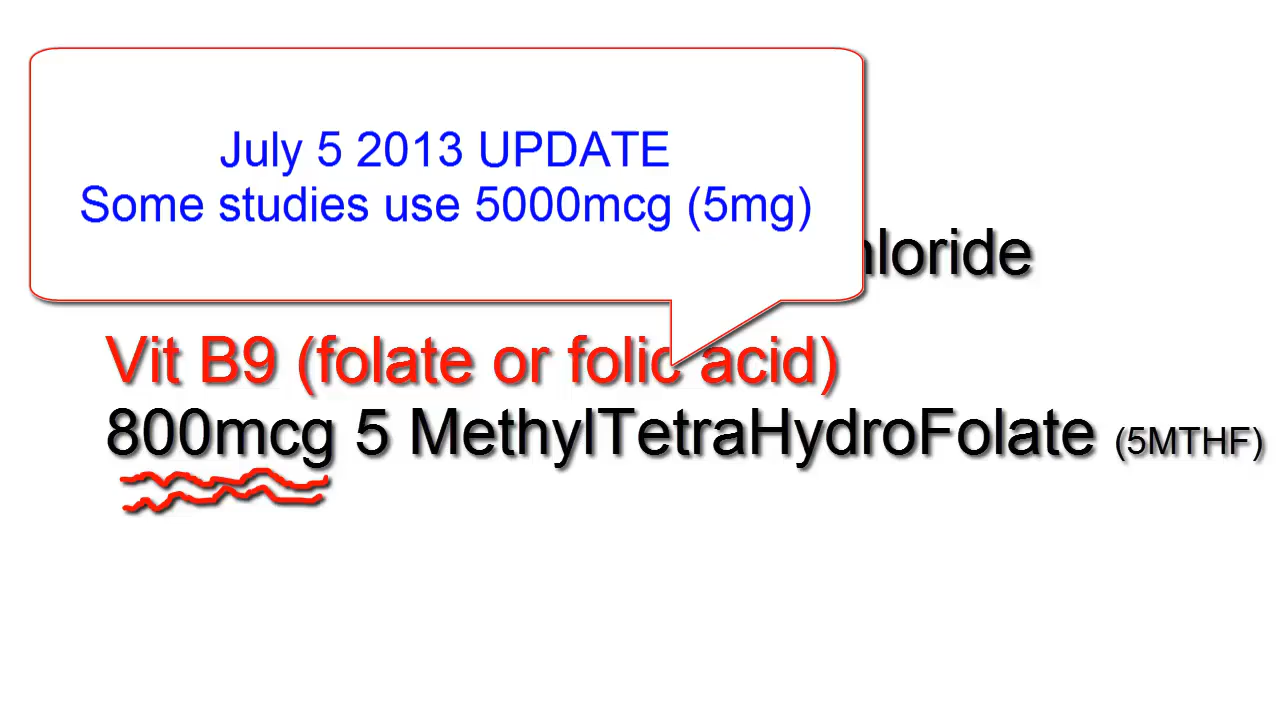 July 5 2013 UPDATE
Some studies use 5000mcg (5mg)
hloride
Vit B9 (folate or folic acid)
800mcg 5 MethylTetraHydroFolate (5MTHF)